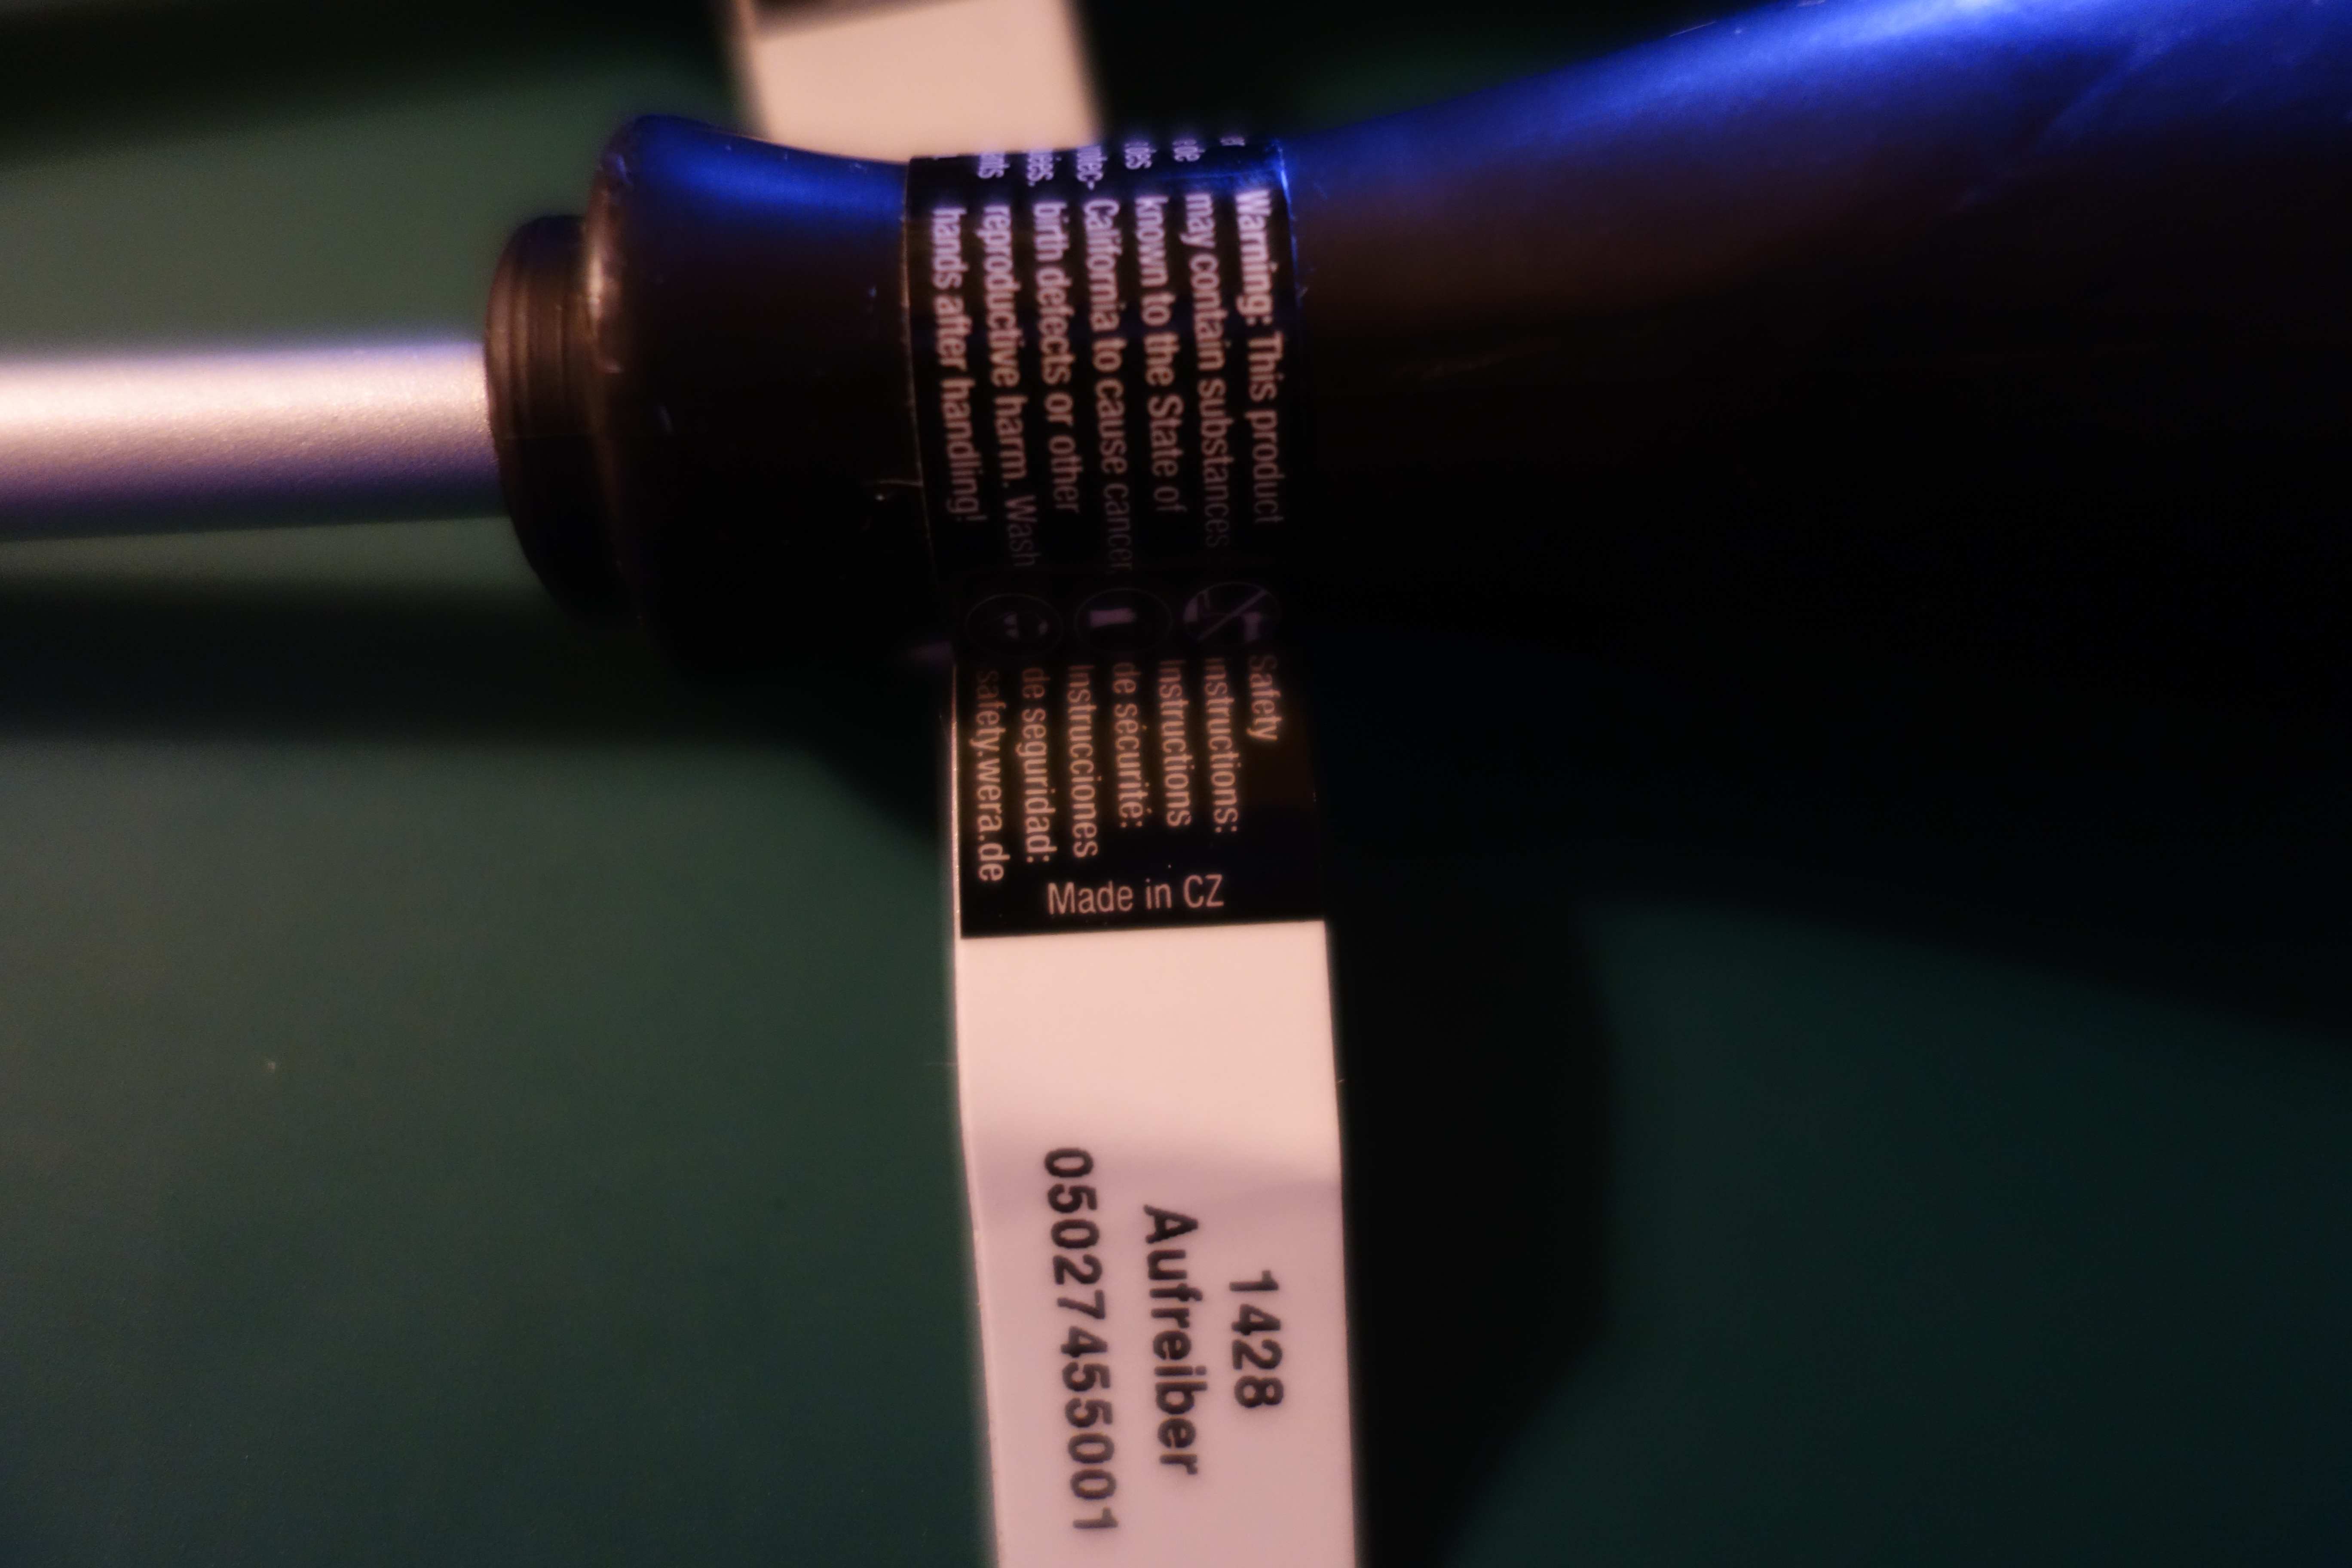 Warning: This product
may contain substances
known to the State of
California to cause cancer
birth defects or other
reproductive harm. Wash
hands after handling!
Safety
instructions:
Instructions
de sécurité:
Instrucciones
de seguridad:
safety.wera.de
Made in CZ
1428
Aufreiber
05027455001